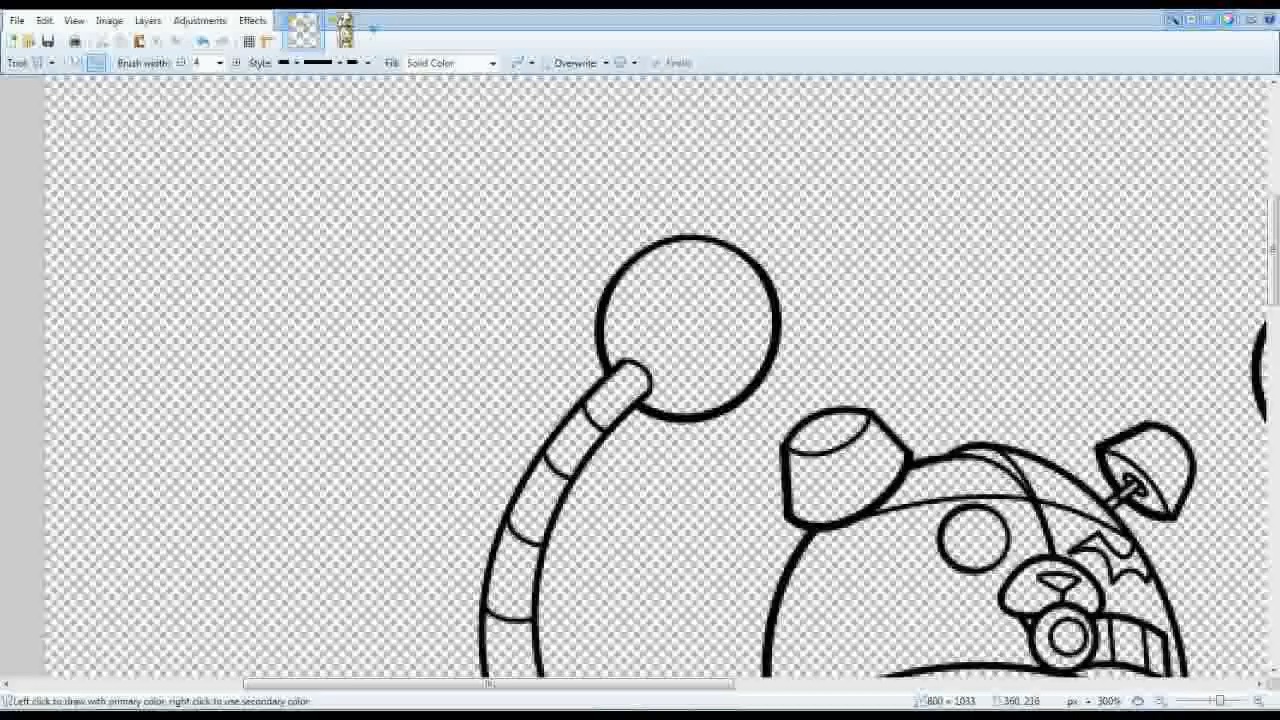 File Edit View Image Layers Adjustments Effects
Tool: Brush width: 4 Style: Fill: Solid Color Overwrite Finish
Left click to draw with primary color, right click to use secondary color
800 × 1033 360, 216 px 300%